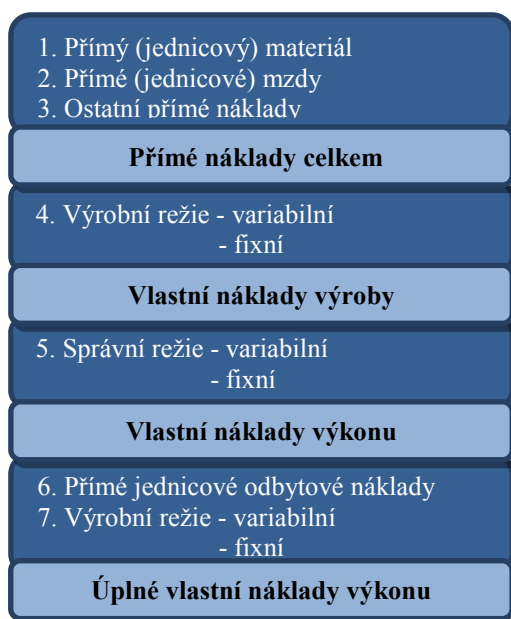 1. Přímý (jednicový) materiál
2. Přímé (jednicové) mzdy
3. Ostatní přímé náklady
Přímé náklady celkem
4. Výrobní režie - variabilní
- fixní
Vlastní náklady výroby
5. Správní režie - variabilní
- fixní
Vlastní náklady výkonu
6. Přímé jednicové odbytové náklady
7. Výrobní režie - variabilní
- fixní
Úplné vlastní náklady výkonu